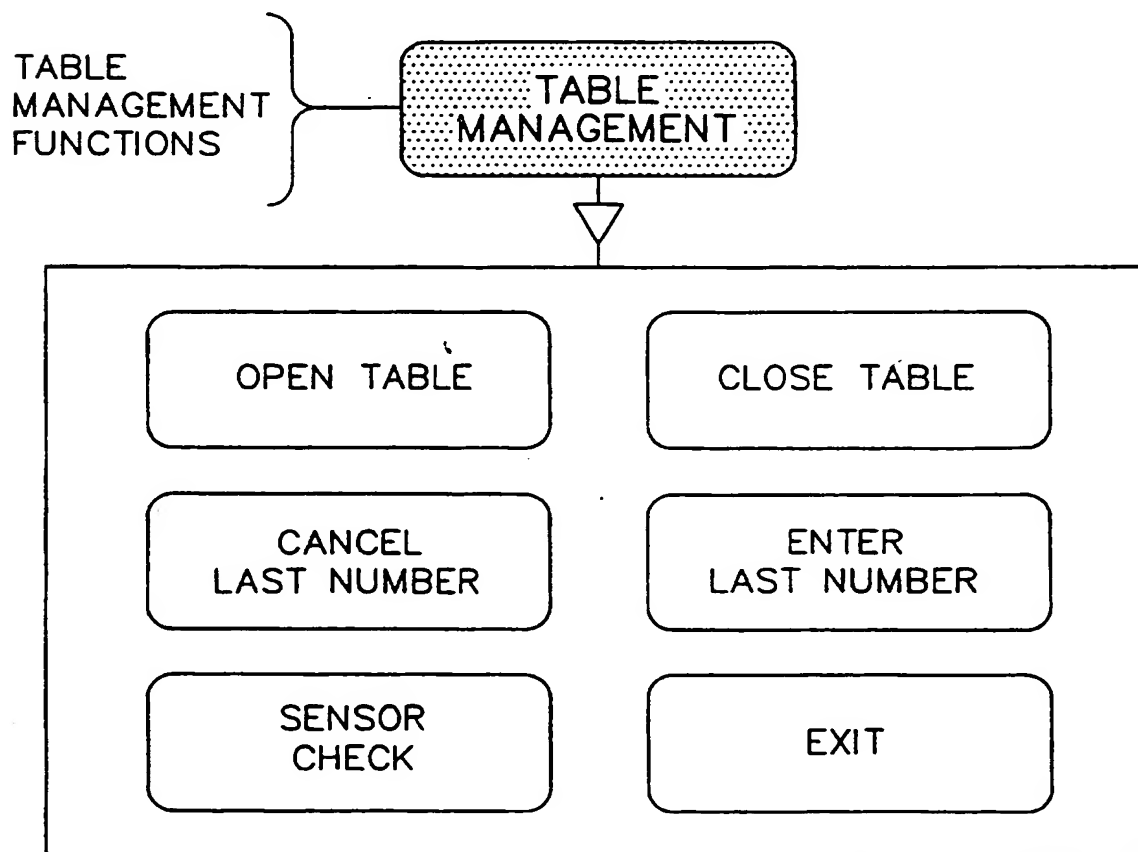 TABLE
MANAGEMENT
FUNCTIONS
TABLE
MANAGEMENT
OPEN TABLE
CLOSE TABLE
CANCEL
LAST NUMBER
ENTER
LAST NUMBER
SENSOR
CHECK
EXIT